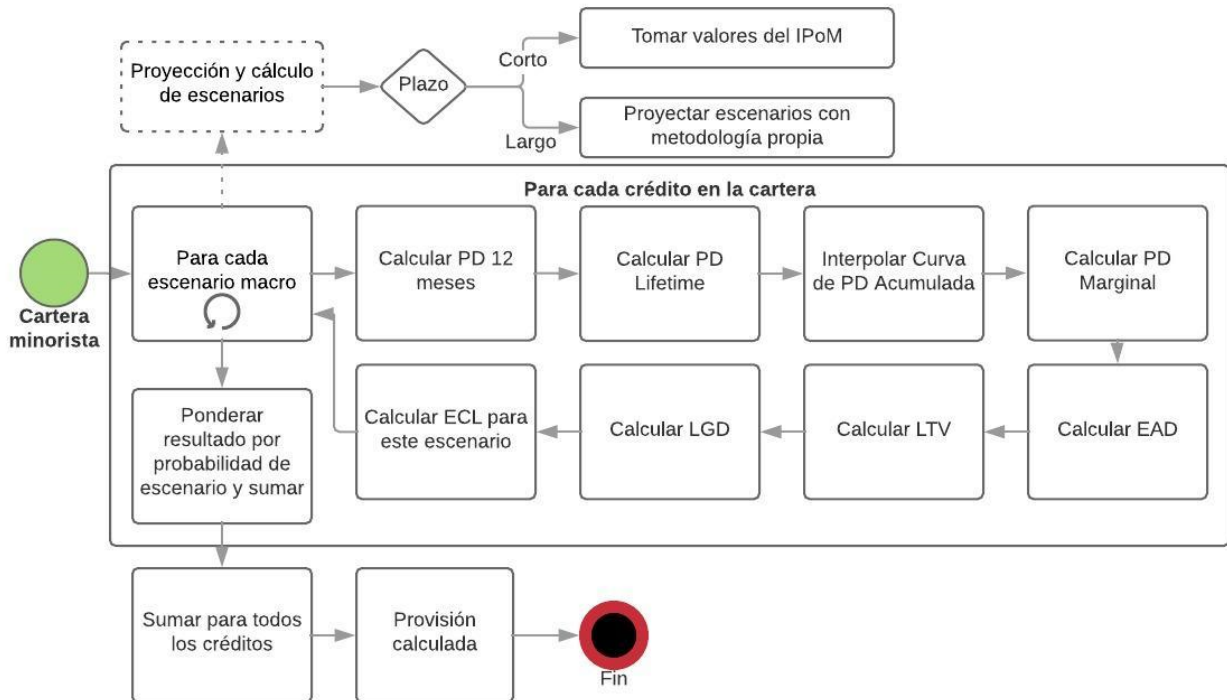 Tomar valores del IPoM
Corto
Proyección y cálculo
de escenarios
Plazo
Proyectar escenarios con
metodología propia
Largo
Para cada crédito en la cartera
Para cada
escenario macro
Calcular PD 12
meses
Calcular PD
Lifetime
Interpolar Curva
de PD Acumulada
Calcular PD
Marginal
Cartera
minorista
Ponderar
resultado por
probabilidad de
escenario y sumar
Calcular ECL para
este escenario
Calcular LGD
Calcular LTV
Calcular EAD
Sumar para todos
los créditos
Provisión
calculada
Fin